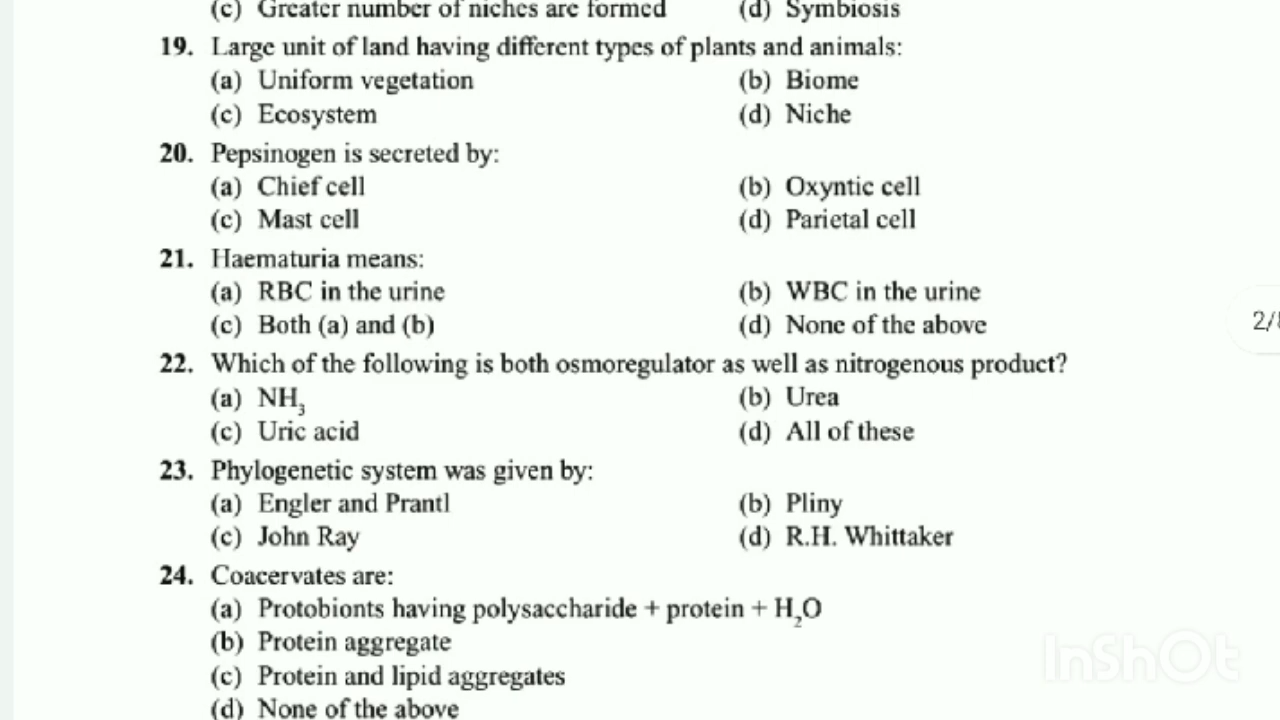 (c) Greater number of niches are formed (d) Symbiosis
19. Large unit of land having different types of plants and animals:
(a) Uniform vegetation (b) Biome
(c) Ecosystem (d) Niche
20. Pepsinogen is secreted by:
(a) Chief cell (b) Oxyntic cell
(c) Mast cell (d) Parietal cell
21. Haematuria means:
(a) RBC in the urine (b) WBC in the urine
(c) Both (a) and (b) (d) None of the above
2/
22. Which of the following is both osmoregulator as well as nitrogenous product?
(a) NH₃ (b) Urea
(c) Uric acid (d) All of these
23. Phylogenetic system was given by:
(a) Engler and Prantl (b) Pliny
(c) John Ray (d) R.H. Whittaker
24. Coacervates are:
(a) Protobionts having polysaccharide + protein + H₂O
(b) Protein aggregate
(c) Protein and lipid aggregates
(d) None of the above
InShOt